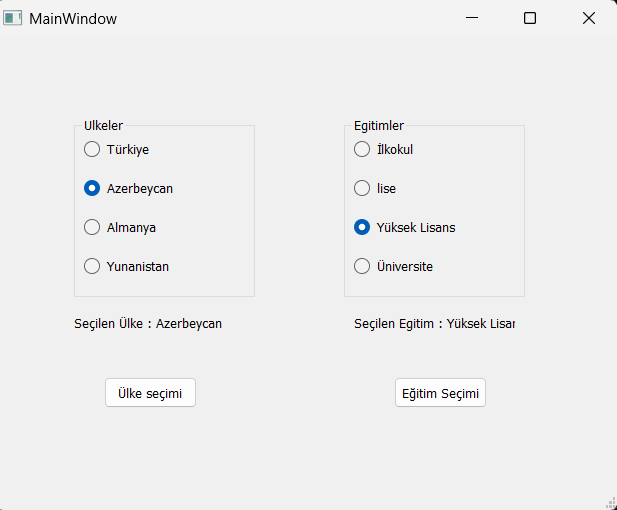 MainWindow
Ulkeler
Türkiye
Azerbeycan
Almanya
Yunanistan
Seçilen Ülke : Azerbeycan
Ülke seçimi
Egitimler
İlkokul
lise
Yüksek Lisans
Üniversite
Seçilen Egitim : Yüksek Lisar
Eğitim Seçimi